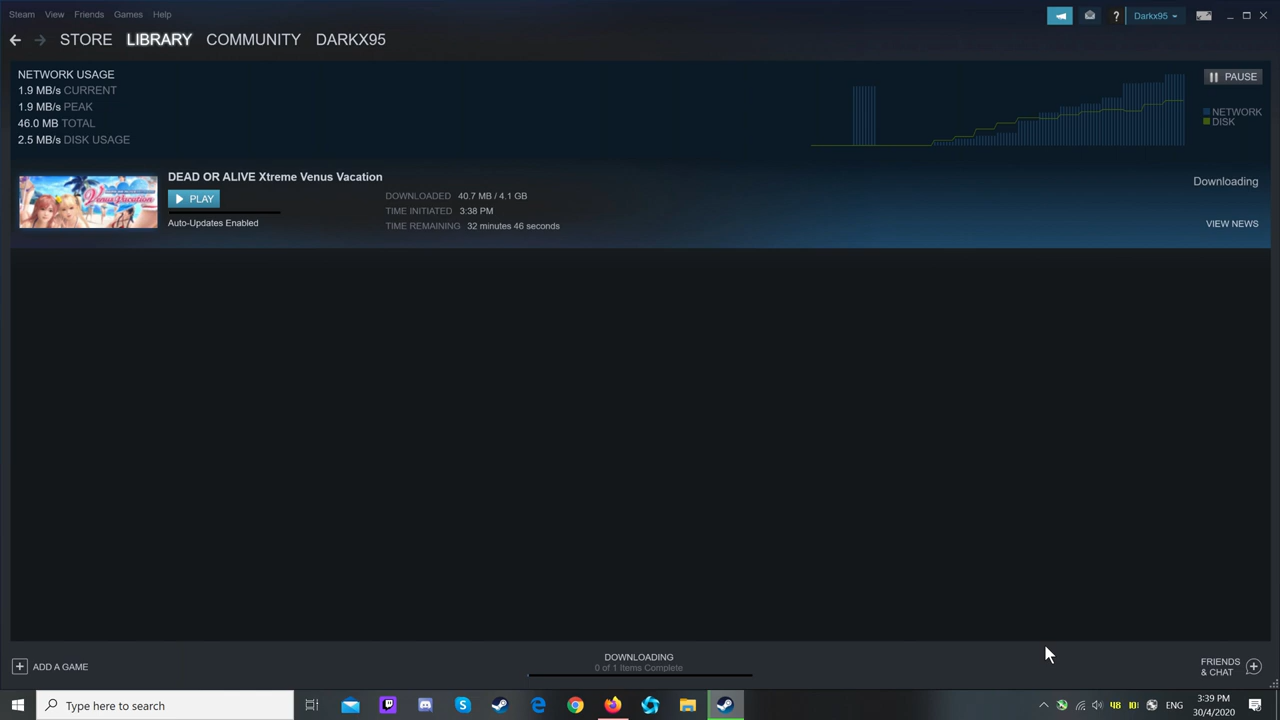 Steam View Friends Games Help
Darkx95
STORE LIBRARY COMMUNITY DARKX95
NETWORK USAGE
1.9 MB/s CURRENT
1.9 MB/s PEAK
46.0 MB TOTAL
2.5 MB/s DISK USAGE
PAUSE
NETWORK
DISK
Venus Vacation
DEAD OR ALIVE Xtreme Venus Vacation
PLAY
Auto-Updates Enabled
DOWNLOADED 40.7 MB / 4.1 GB
TIME INITIATED 3:38 PM
TIME REMAINING 32 minutes 46 seconds
Downloading
VIEW NEWS
ADD A GAME
DOWNLOADING
0 of 1 Items Complete
FRIENDS
& CHAT
Type here to search
48
ENG
3:39 PM
30/4/2020